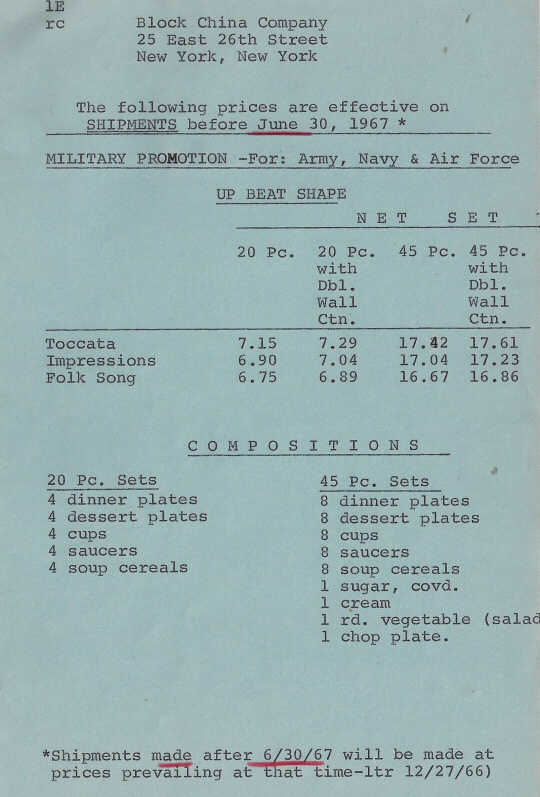 lE
rc Block China Company
25 East 26th Street
New York, New York
The following prices are effective on
SHIPMENTS before June 30, 1967 *
MILITARY PROMOTION -For: Army, Navy & Air Force
UP BEAT SHAPE
N E T S E T
20 Pc. 20 Pc. 45 Pc. 45 Pc.
with with
Dbl. Dbl.
Wall Wall
Ctn. Ctn.
Toccata 7.15 7.29 17.42 17.61
Impressions 6.90 7.04 17.04 17.23
Folk Song 6.75 6.89 16.67 16.86
C O M P O S I T I O N S
20 Pc. Sets 45 Pc. Sets
4 dinner plates 8 dinner plates
4 dessert plates 8 dessert plates
4 cups 8 cups
4 saucers 8 saucers
4 soup cereals 8 soup cereals
1 sugar, covd.
1 cream
1 rd. vegetable (salad
1 chop plate.
*Shipments made after 6/30/67 will be made at
prices prevailing at that time-ltr 12/27/66)